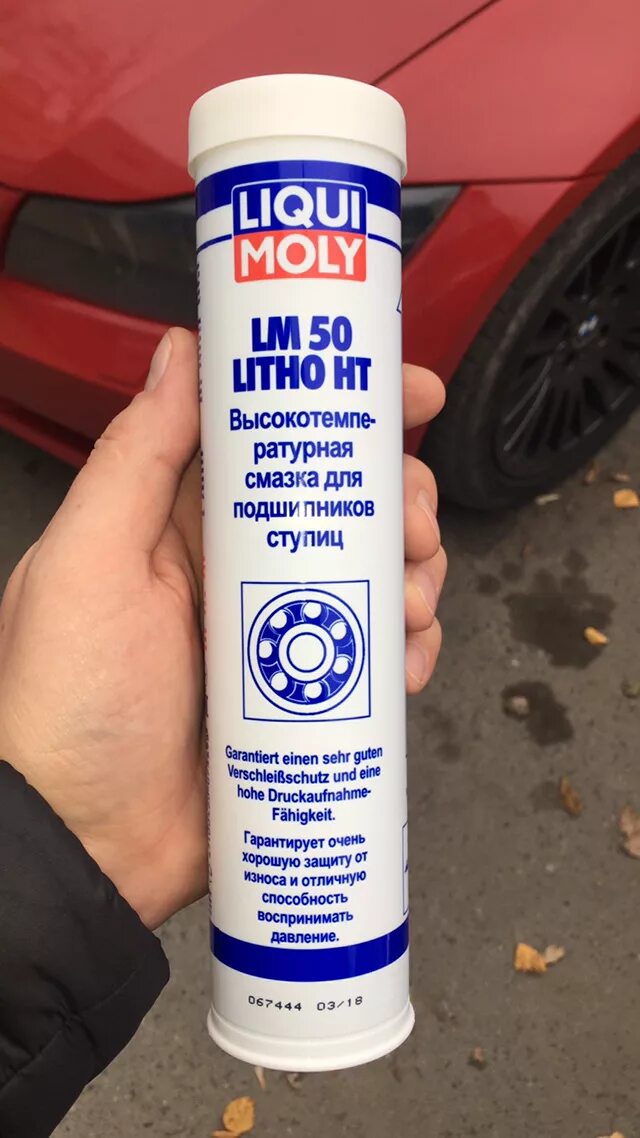 LIQUI
MOLY
LM 50
LITHO HT
Высокотемпе-
ратурная
смазка для
подшипников
ступиц
Garantiert einen sehr guten
Verschleißschutz und eine
hohe Druckaufnahme-
Fähigkeit.
Гарантирует очень
хорошую защиту от
износа и отличную
способность
воспринимать
давление.
067444 03/18